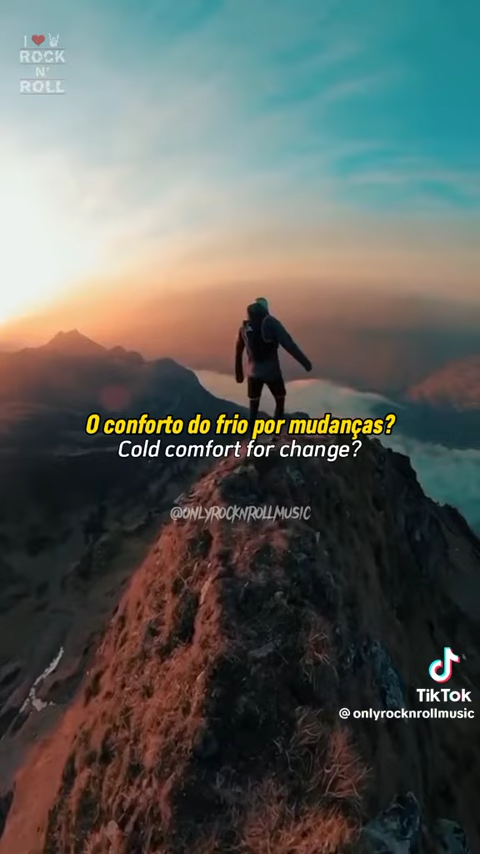 I ❤️🤘
ROCK
N'
ROLL
O conforto do frio por mudanças?
Cold comfort for change?
@ONLYROCKNROLLMUSIC
TikTok
@onlyrocknrollmusic